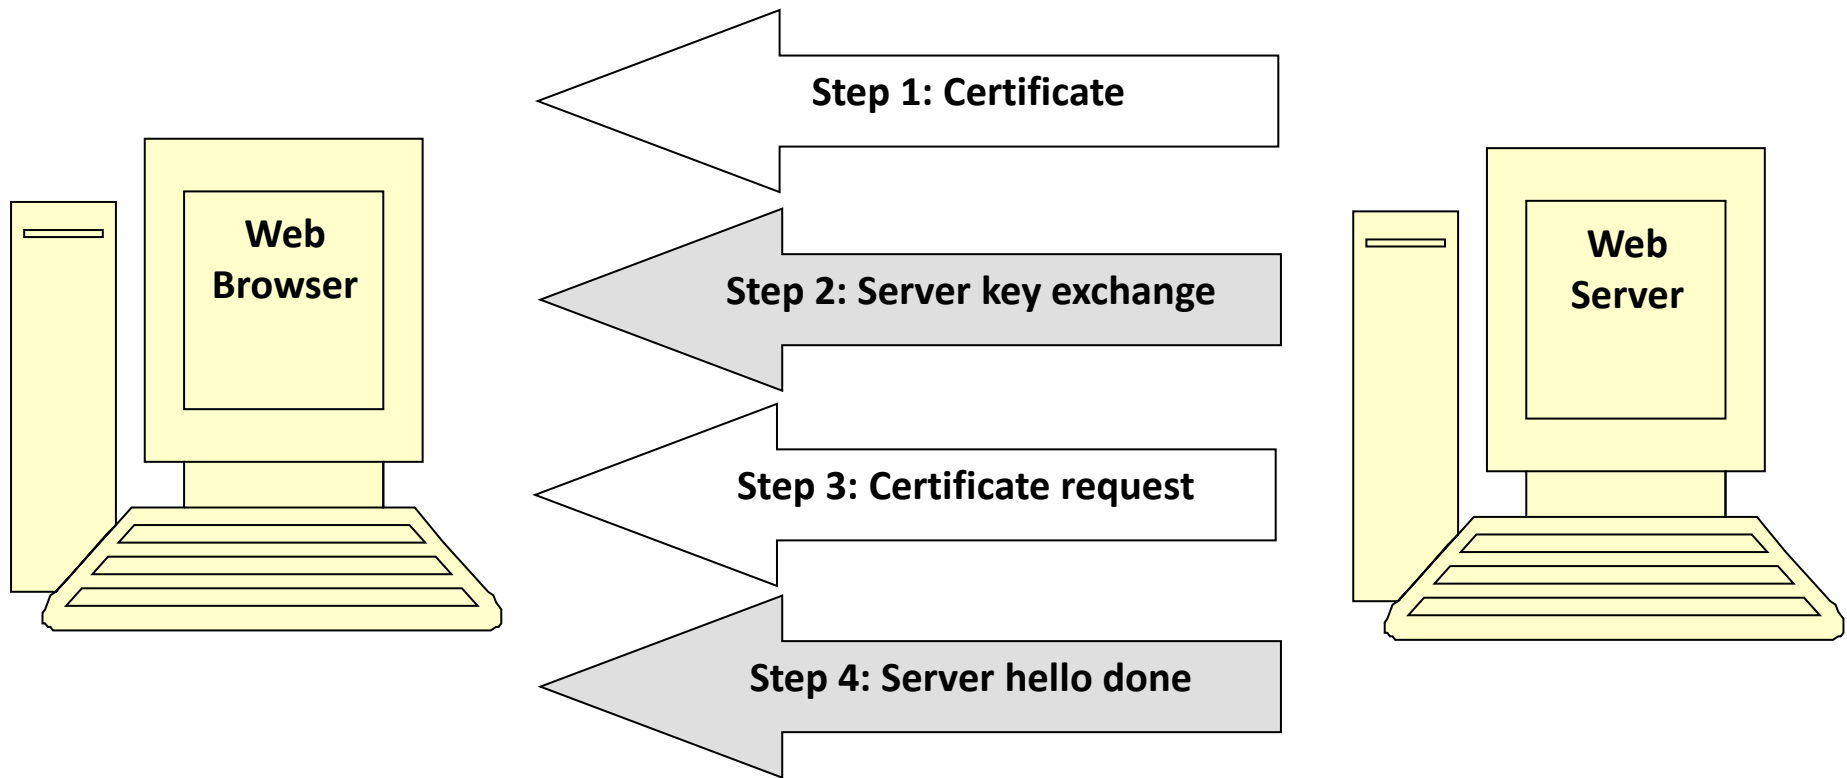 Step 1: Certificate
Web
Browser
Web
Server
Step 2: Server key exchange
Step 3: Certificate request
Step 4: Server hello done